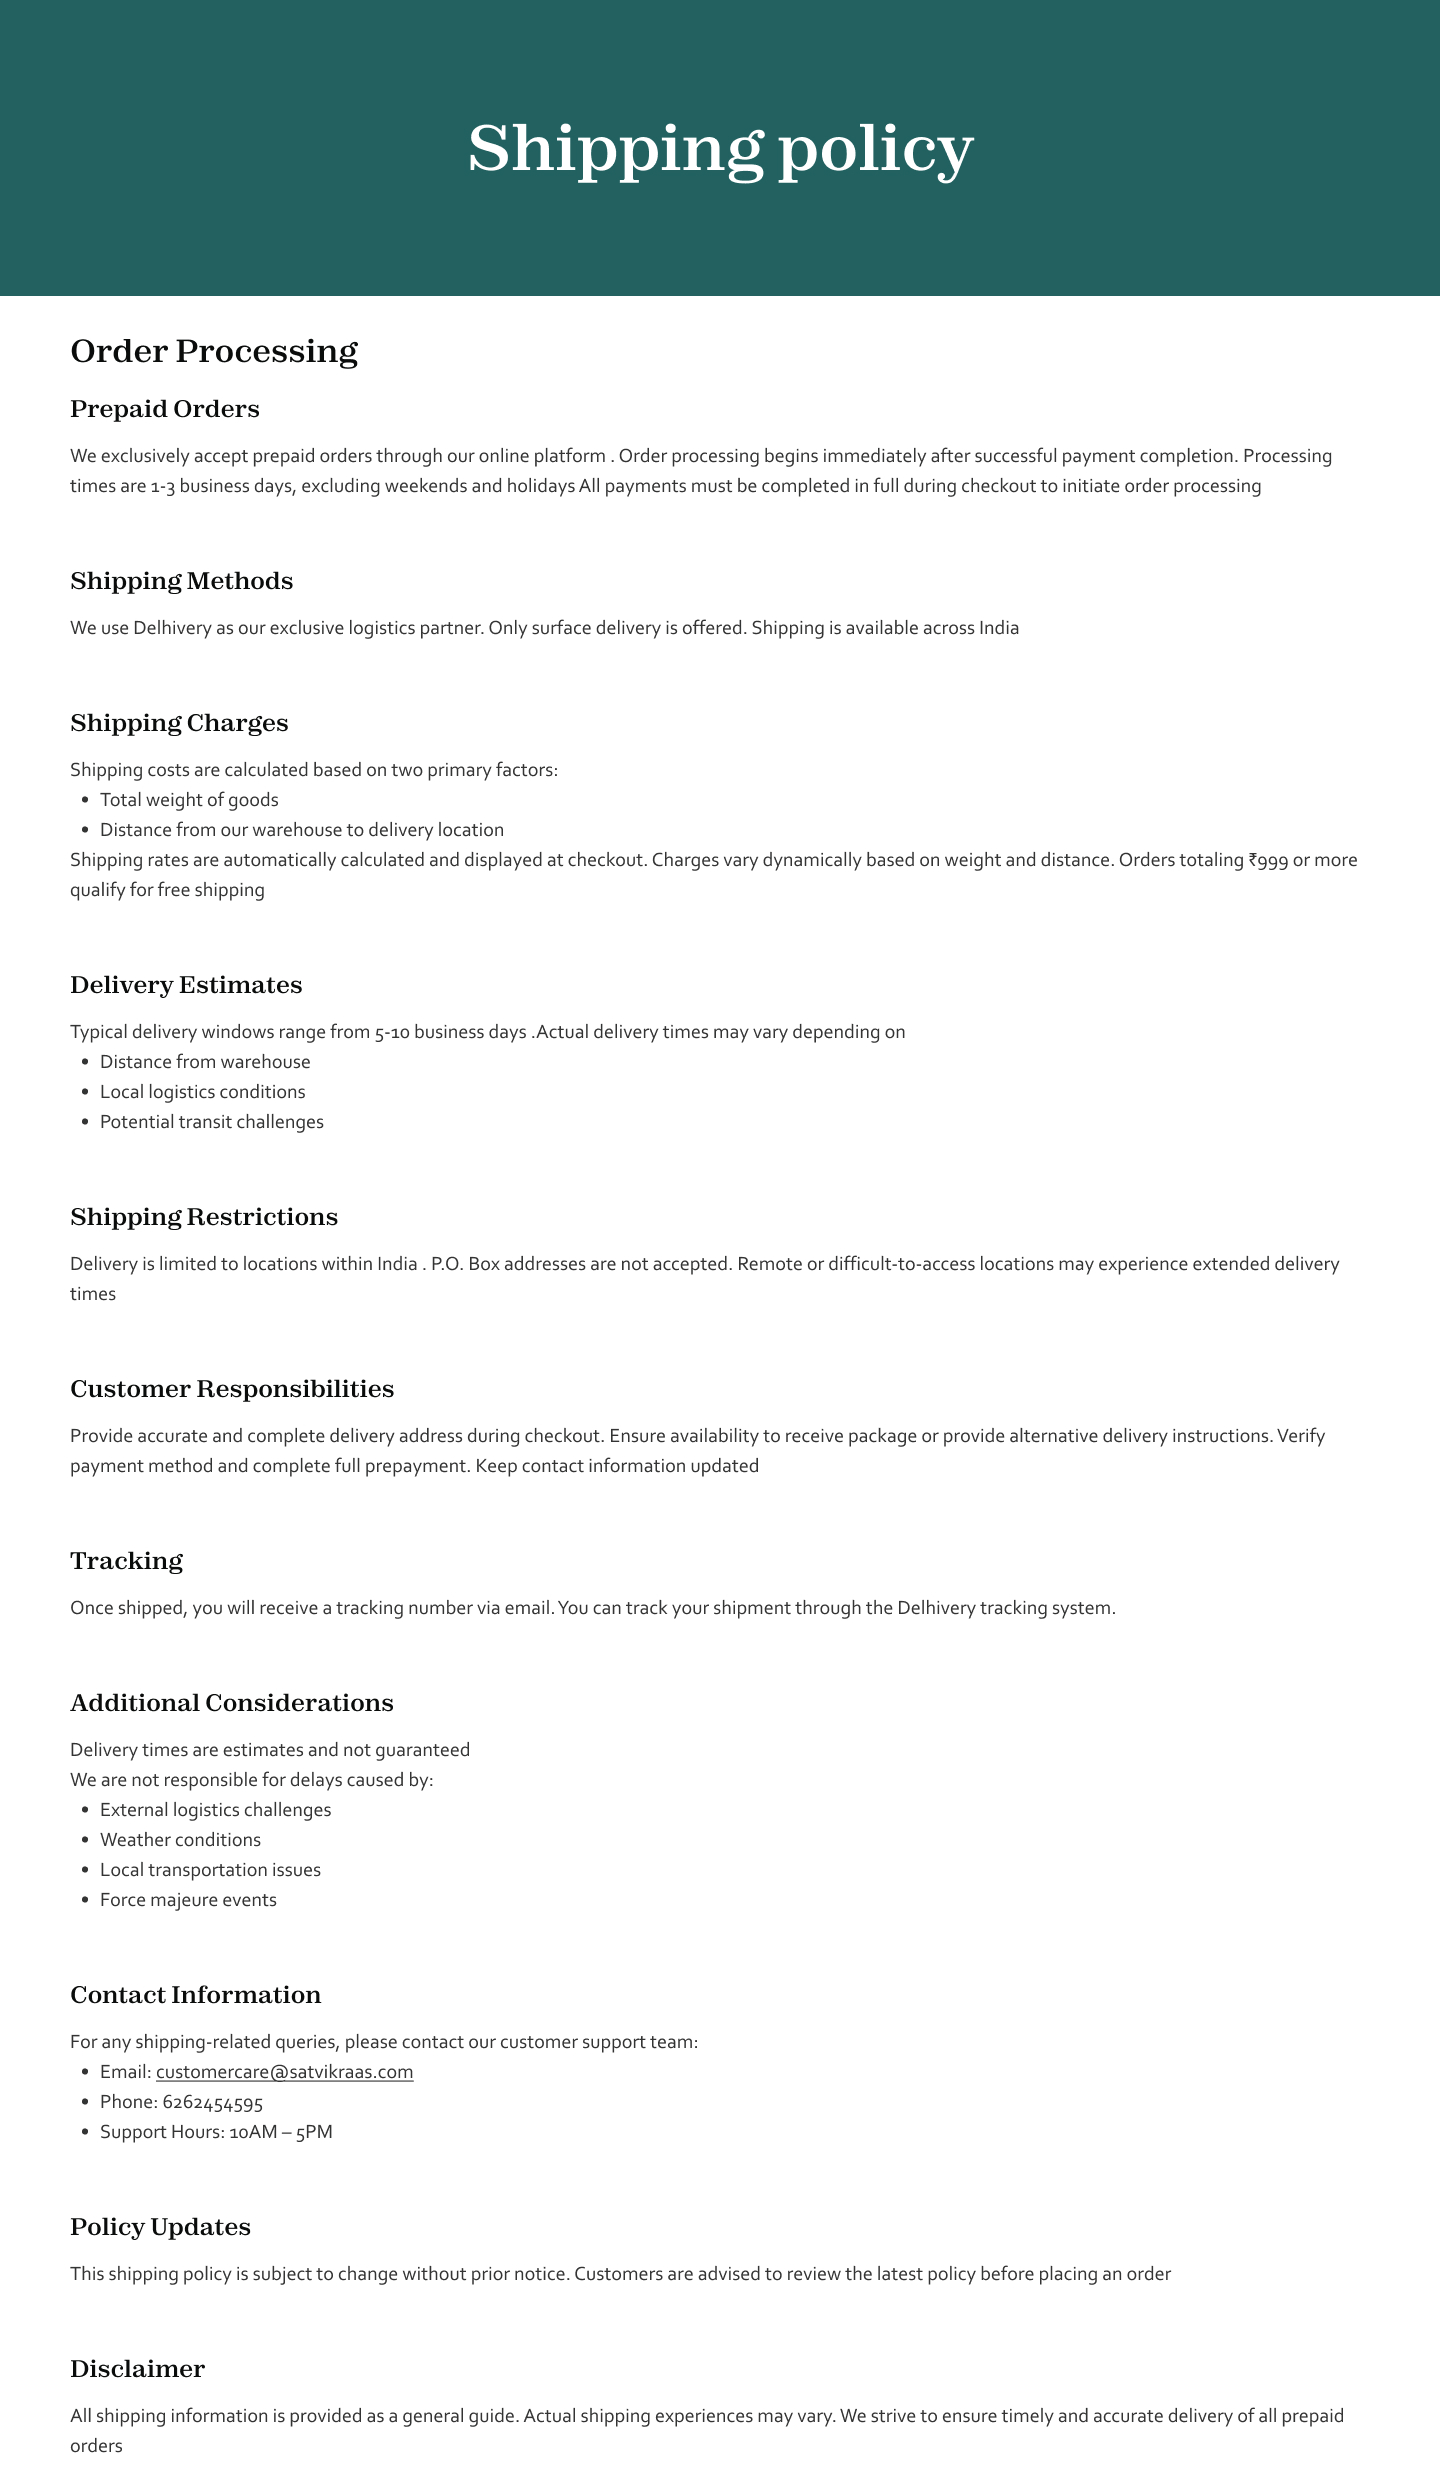 Shipping policy
Order Processing
Prepaid Orders
We exclusively accept prepaid orders through our online platform . Order processing begins immediately after successful payment completion. Processing
times are 1-3 business days, excluding weekends and holidays All payments must be completed in full during checkout to initiate order processing
Shipping Methods
We use Delhivery as our exclusive logistics partner. Only surface delivery is offered. Shipping is available across India
Shipping Charges
Shipping costs are calculated based on two primary factors:
• Total weight of goods
• Distance from our warehouse to delivery location
Shipping rates are automatically calculated and displayed at checkout. Charges vary dynamically based on weight and distance. Orders totaling ₹999 or more
qualify for free shipping
Delivery Estimates
Typical delivery windows range from 5-10 business days .Actual delivery times may vary depending on
• Distance from warehouse
• Local logistics conditions
• Potential transit challenges
Shipping Restrictions
Delivery is limited to locations within India . P.O. Box addresses are not accepted. Remote or difficult-to-access locations may experience extended delivery
times
Customer Responsibilities
Provide accurate and complete delivery address during checkout. Ensure availability to receive package or provide alternative delivery instructions. Verify
payment method and complete full prepayment. Keep contact information updated
Tracking
Once shipped, you will receive a tracking number via email. You can track your shipment through the Delhivery tracking system.
Additional Considerations
Delivery times are estimates and not guaranteed
We are not responsible for delays caused by:
• External logistics challenges
• Weather conditions
• Local transportation issues
• Force majeure events
Contact Information
For any shipping-related queries, please contact our customer support team:
• Email: customercare@satvikraas.com
• Phone: 6262454595
• Support Hours: 10AM – 5PM
Policy Updates
This shipping policy is subject to change without prior notice. Customers are advised to review the latest policy before placing an order
Disclaimer
All shipping information is provided as a general guide. Actual shipping experiences may vary. We strive to ensure timely and accurate delivery of all prepaid
orders